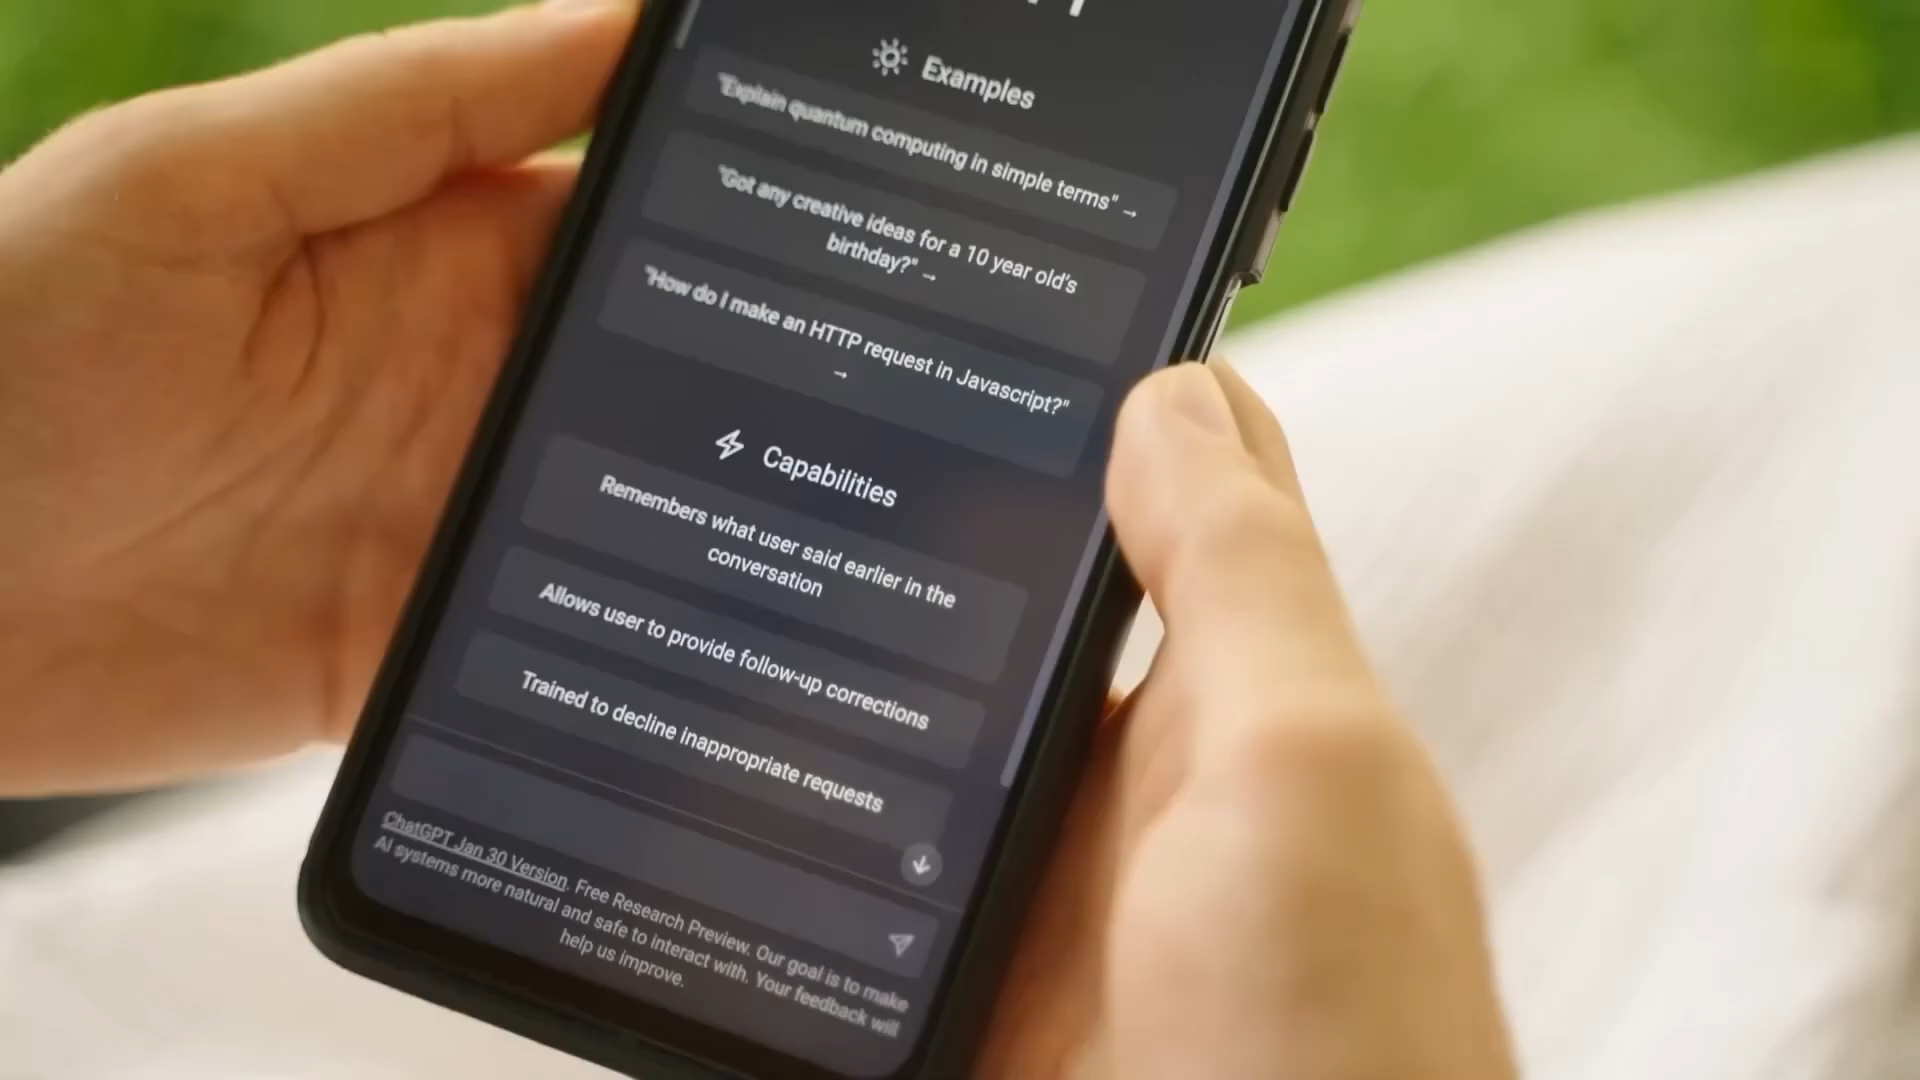 Examples
"Explain quantum computing in simple terms" →
"Got any creative ideas for a 10 year old's
birthday?" →
"How do I make an HTTP request in Javascript?"
→
Capabilities
Remembers what user said earlier in the
conversation
Allows user to provide follow-up corrections
Trained to decline inappropriate requests
ChatGPT Jan 30 Version. Free Research Preview. Our goal is to make
AI systems more natural and safe to interact with. Your feedback will
help us improve.